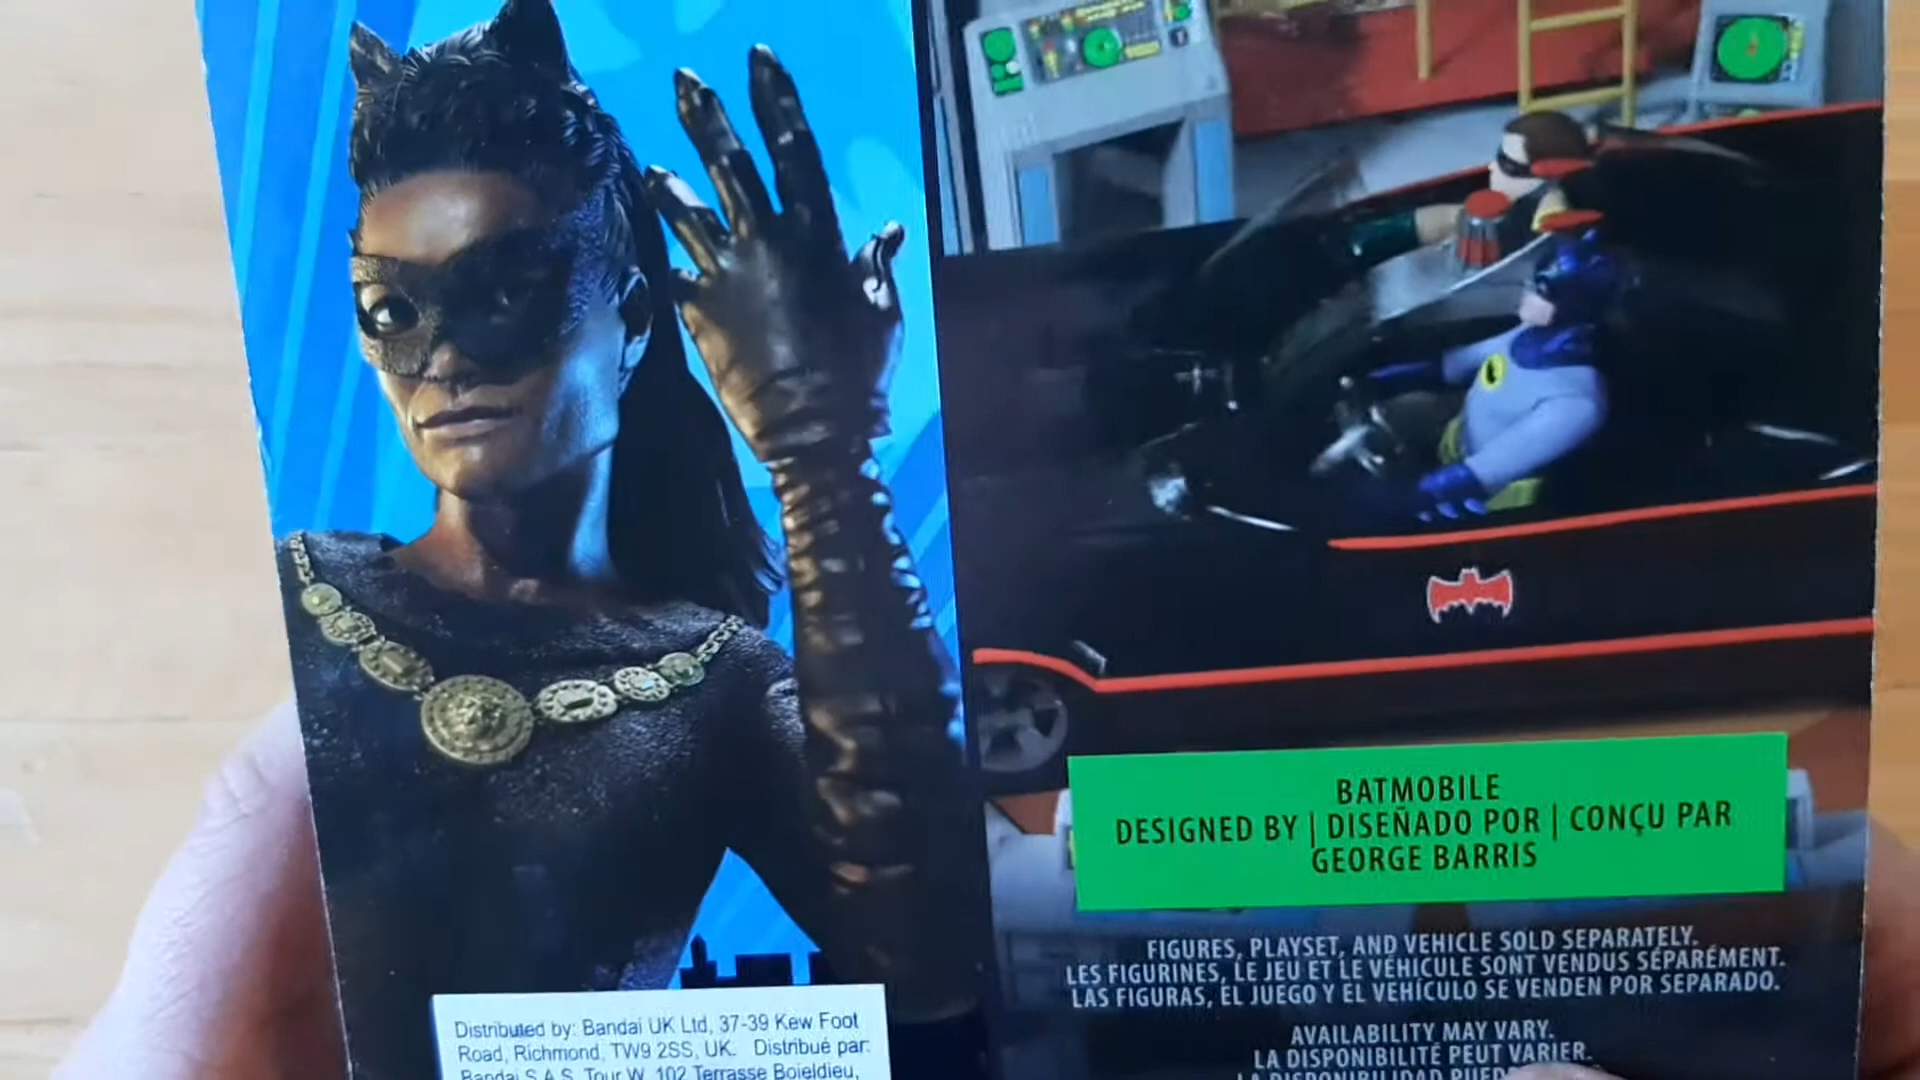 BATMOBILE
DESIGNED BY | DISEÑADO POR | CONÇU PAR
GEORGE BARRIS
FIGURES, PLAYSET, AND VEHICLE SOLD SEPARATELY.
LES FIGURINES, LE JEU ET LE VÉHICULE SONT VENDUS SÉPARÉMENT.
LAS FIGURAS, EL JUEGO Y EL VEHÍCULO SE VENDEN POR SEPARADO.
AVAILABILITY MAY VARY.
LA DISPONIBILITÉ PEUT VARIER.
LA DISPONIBILIDAD
Distributed by: Bandai UK Ltd, 37-39 Kew Foot
Road, Richmond, TW9 2SS, UK. Distribué par:
Bandai S.A.S, Tour W, 102 Terrasse Boieldieu,